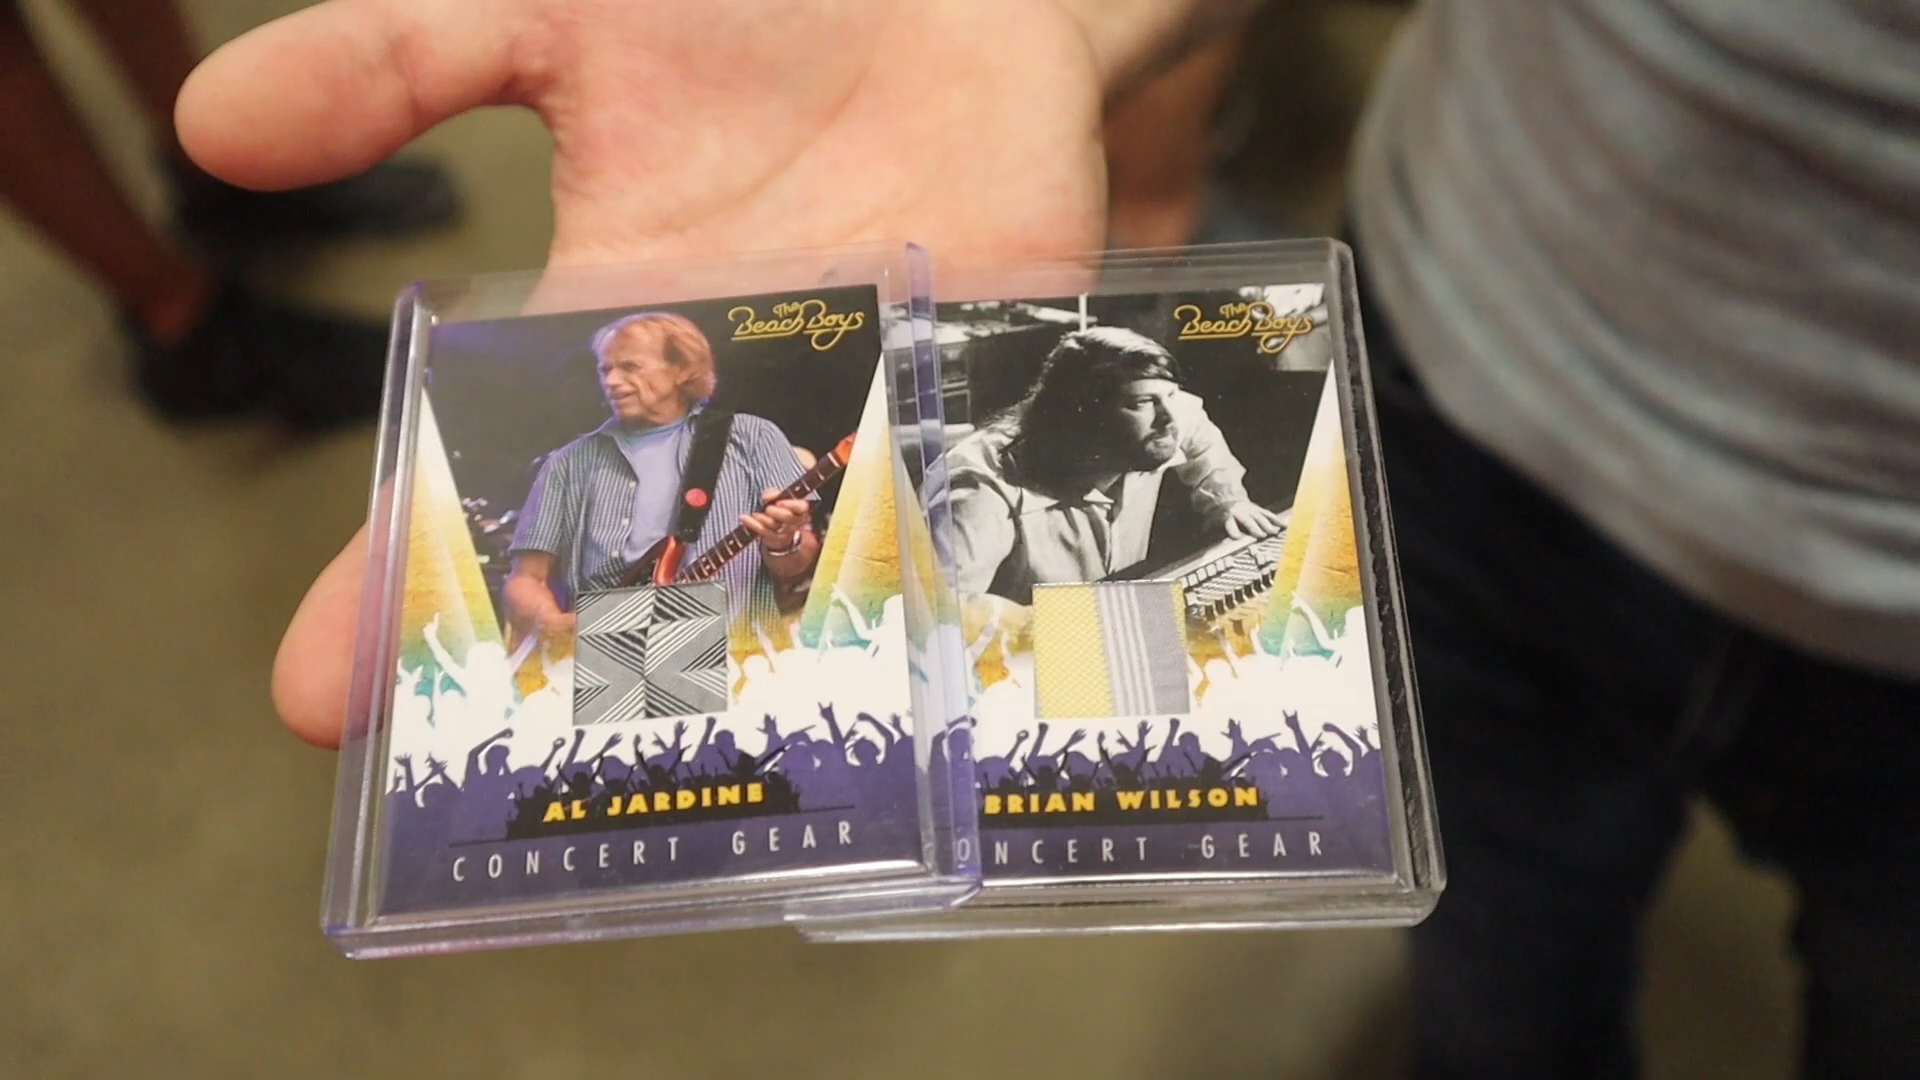 The
Beach Boys
AL JARDINE
CONCERT GEAR
The
Beach Boys
BRIAN WILSON
ONCERT GEAR